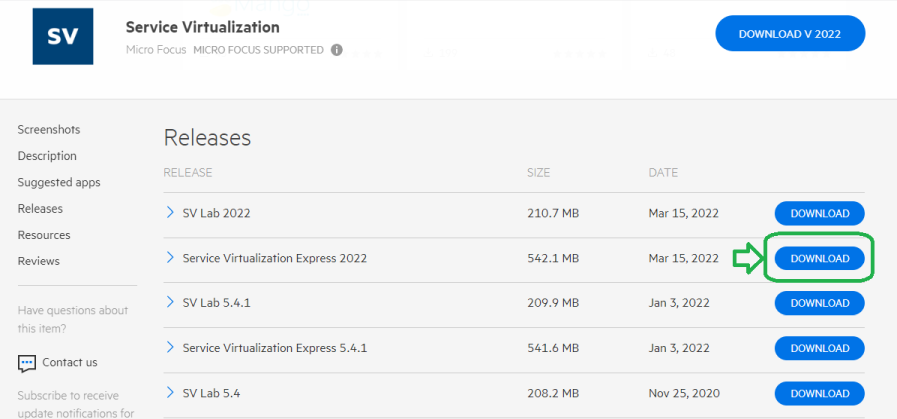 SV
Service Virtualization
Micro Focus MICRO FOCUS SUPPORTED
DOWNLOAD V 2022
Screenshots
Description
Suggested apps
Releases
Resources
Reviews
Have questions about
this item?
Contact us
Subscribe to receive
update notifications for
Releases
RELEASE SIZE DATE
SV Lab 2022 210.7 MB Mar 15, 2022 DOWNLOAD
Service Virtualization Express 2022 542.1 MB Mar 15, 2022 DOWNLOAD
SV Lab 5.4.1 209.9 MB Jan 3, 2022 DOWNLOAD
Service Virtualization Express 5.4.1 541.6 MB Jan 3, 2022 DOWNLOAD
SV Lab 5.4 208.2 MB Nov 25, 2020 DOWNLOAD